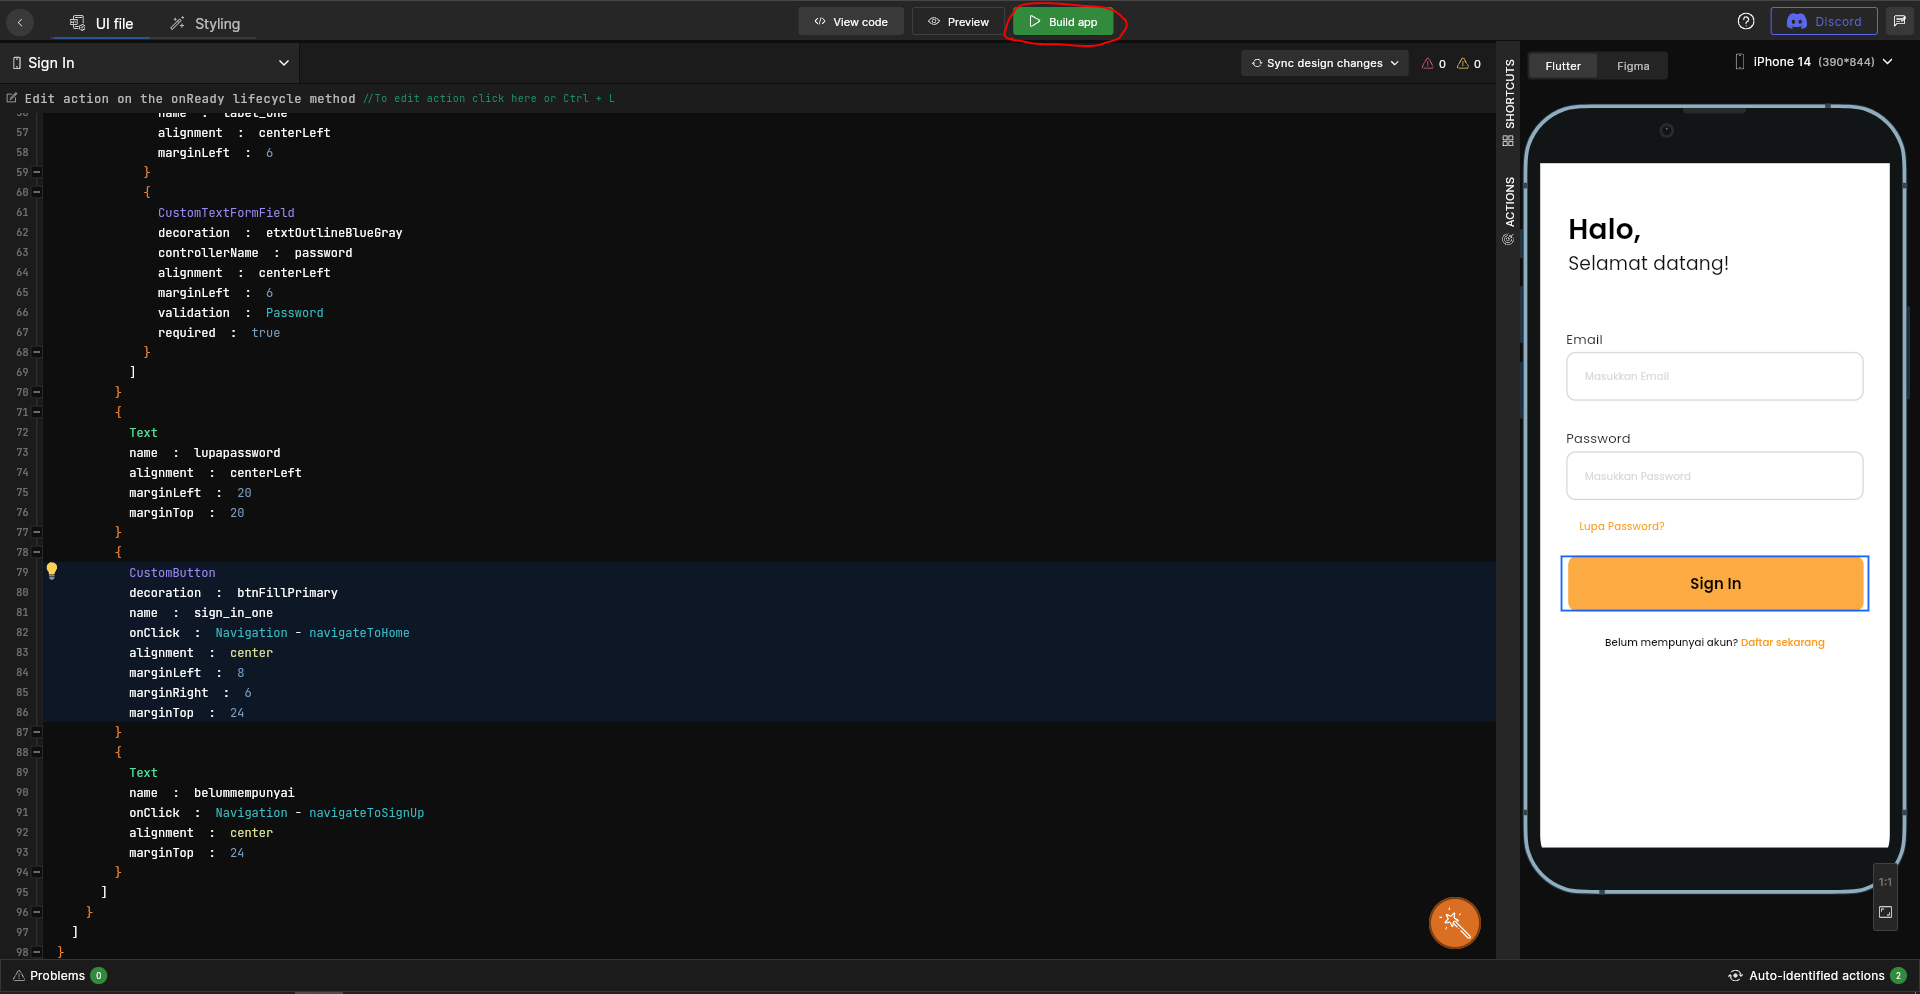 UI file
Styling
View code
Preview
Build app
Discord
Sign In
Sync design changes
0
0
Edit action on the onReady lifecycle method //To edit action click here or Ctrl + L
56 name : label_one
57 alignment : centerLeft
58 marginLeft : 6
59 }
60 {
61 CustomTextFormField
62 decoration : etxtOutlineBlueGray
63 controllerName : password
64 alignment : centerLeft
65 marginLeft : 6
66 validation : Password
67 required : true
68 }
69 ]
70 }
71 {
72 Text
73 name : lupapassword
74 alignment : centerLeft
75 marginLeft : 20
76 marginTop : 20
77 }
78 {
79 CustomButton
80 decoration : btnFillPrimary
81 name : sign_in_one
82 onClick : Navigation - navigateToHome
83 alignment : center
84 marginLeft : 8
85 marginRight : 6
86 marginTop : 24
87 }
88 {
89 Text
90 name : belummempunyai
91 onClick : Navigation - navigateToSignUp
92 alignment : center
93 marginTop : 24
94 }
95 ]
96 }
97 ]
98 }
SHORTCUTS
ACTIONS
Flutter
Figma
iPhone 14 (390*844)
Halo,
Selamat datang!
Email
Masukkan Email
Password
Masukkan Password
Lupa Password?
Sign In
Belum mempunyai akun? Daftar sekarang
1:1
Problems 0
Auto-identified actions 2